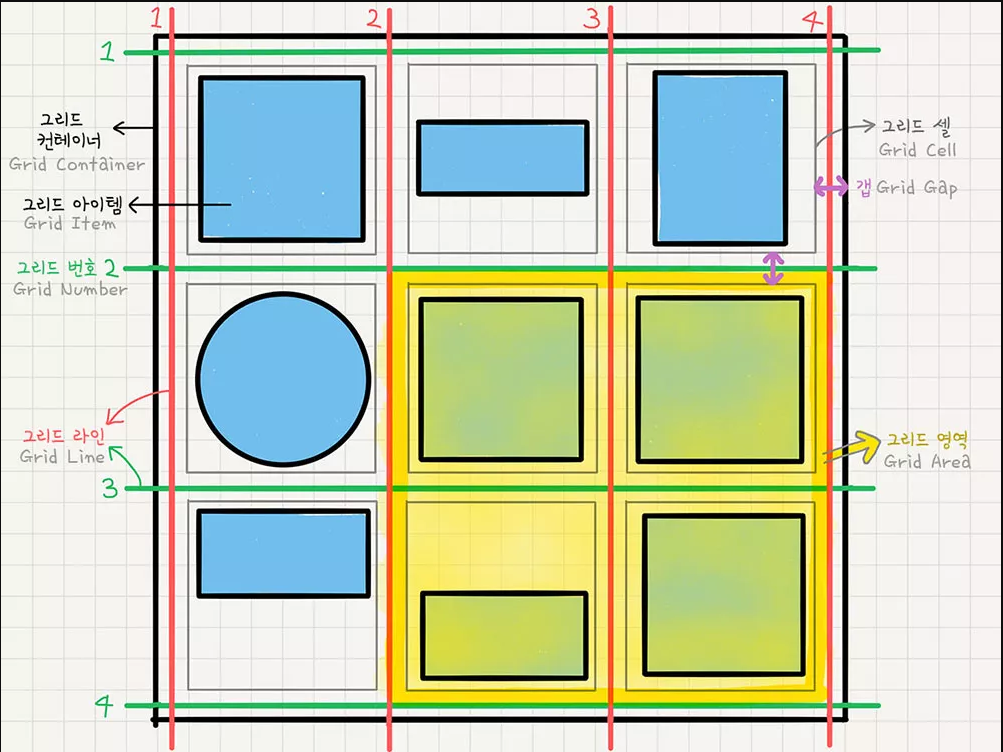 1 2 3 4
1
그리드
컨테이너
Grid Container
그리드 아이템
Grid Item
그리드 셀
Grid Cell
갭 Grid Gap
그리드 번호 2
Grid Number
그리드 라인
Grid Line
그리드 영역
Grid Area
3
4